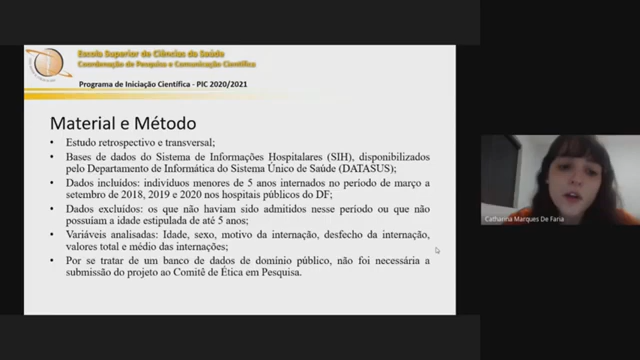 Escola Superior de Ciências da Saúde
Coordenação de Pesquisa e Comunicação Científica
Programa de Iniciação Científica - PIC 2020/2021
Material e Método
• Estudo retrospectivo e transversal;
• Bases de dados do Sistema de Informações Hospitalares (SIH), disponibilizados
pelo Departamento de Informática do Sistema Único de Saúde (DATASUS);
• Dados incluídos: indivíduos menores de 5 anos internados no período de março a
setembro de 2018, 2019 e 2020 nos hospitais públicos do DF;
• Dados excluídos: os que não haviam sido admitidos nesse período ou que não
possuíam a idade estipulada de até 5 anos;
• Variáveis analisadas: Idade, sexo, motivo da internação, desfecho da internação,
valores total e médio das internações;
• Por se tratar de um banco de dados de domínio público, não foi necessária a
submissão do projeto ao Comitê de Ética em Pesquisa.
Catharina Marques De Faria